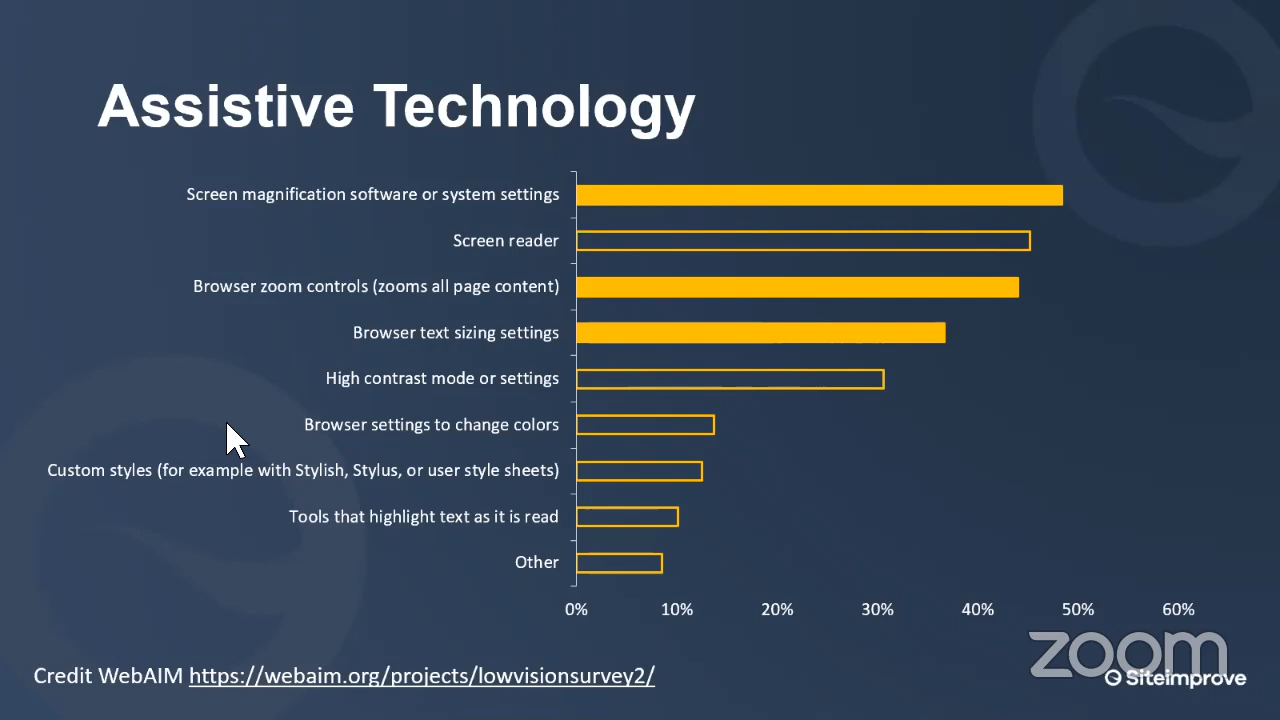 Assistive Technology
Screen magnification software or system settings
Screen reader
Browser zoom controls (zooms all page content)
Browser text sizing settings
High contrast mode or settings
Browser settings to change colors
Custom styles (for example with Stylish, Stylus, or user style sheets)
Tools that highlight text as it is read
Other
0% 10% 20% 30% 40% 50% 60%
Credit WebAIM https://webaim.org/projects/lowvisionsurvey2/
zoom
Siteimprove